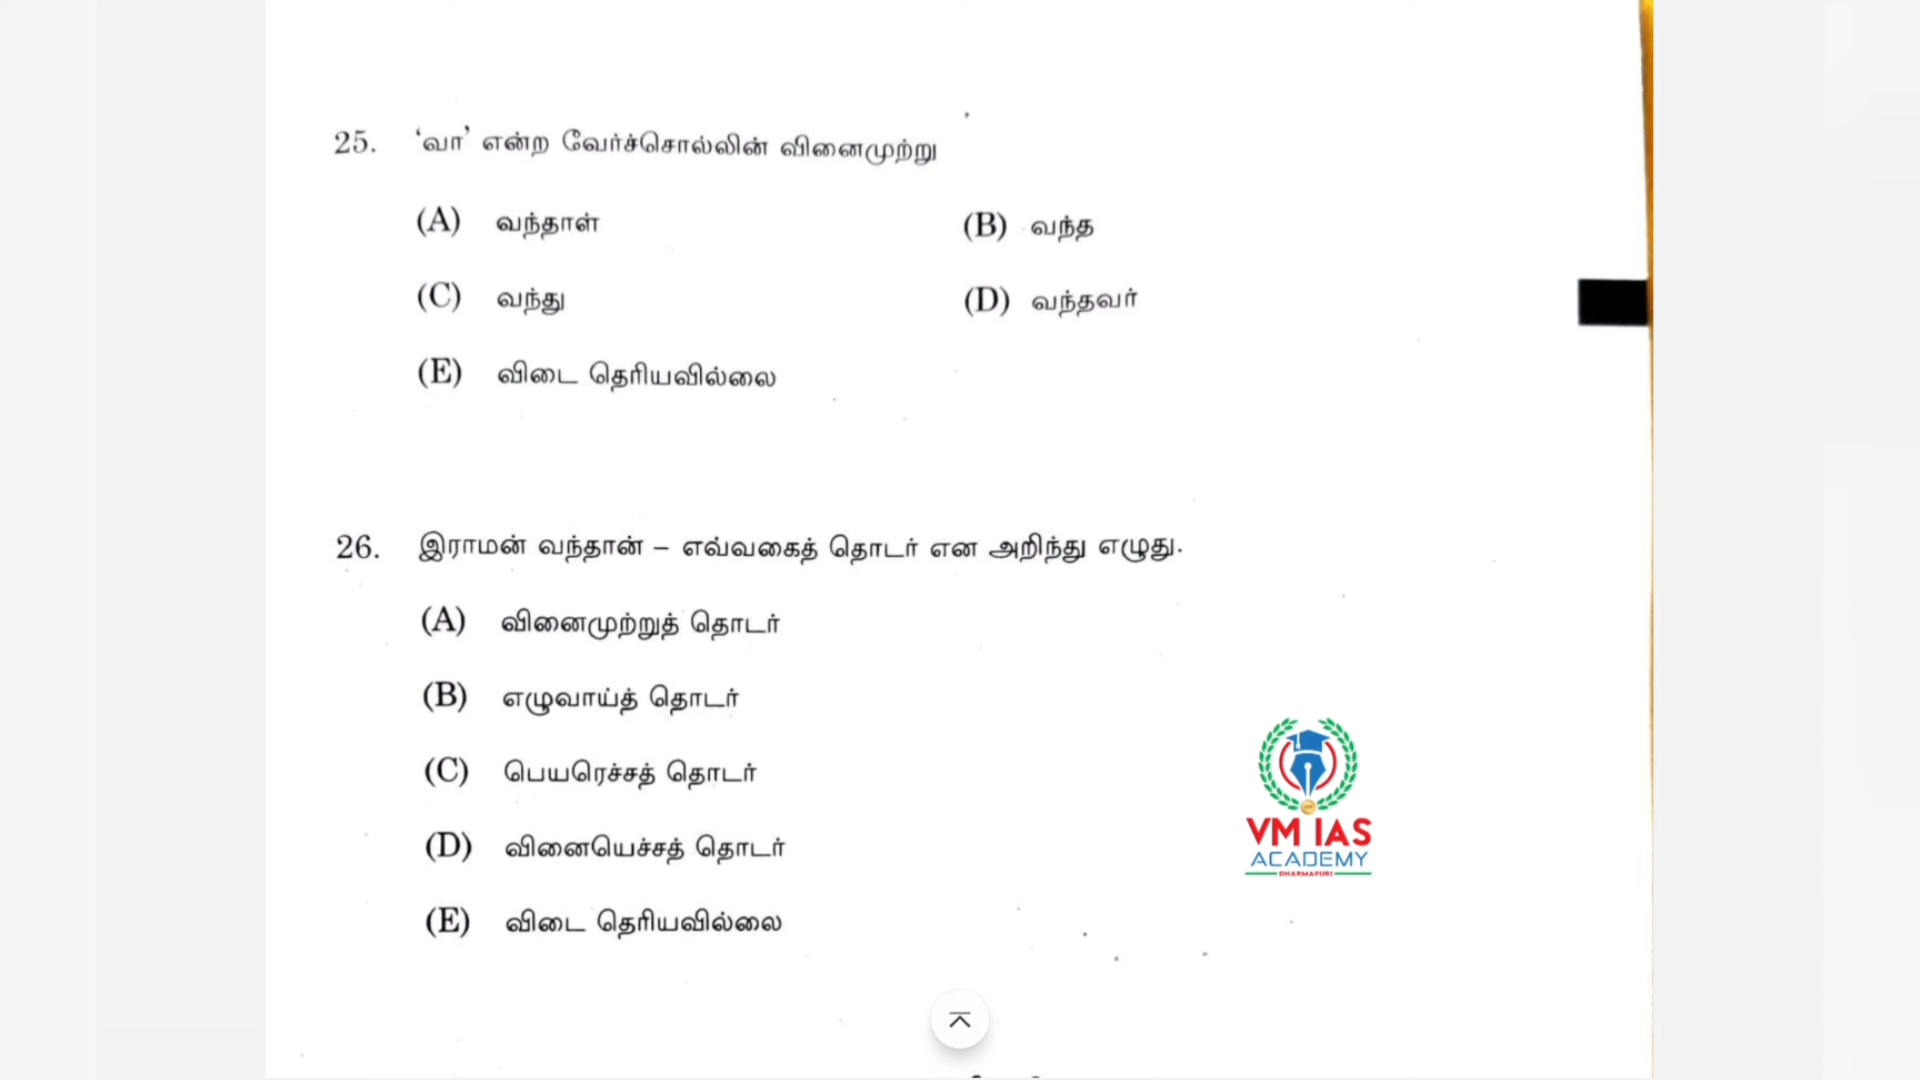 25. ‘வா’ என்ற வேர்ச்சொல்லின் வினைமுற்று
(A) வந்தாள் (B) வந்த
(C) வந்து (D) வந்தவர்
(E) விடை தெரியவில்லை
26. இராமன் வந்தான் – எவ்வகைத் தொடர் என அறிந்து எழுது.
(A) வினைமுற்றுத் தொடர்
(B) எழுவாய்த் தொடர்
(C) பெயரெச்சத் தொடர்
(D) வினையெச்சத் தொடர்
(E) விடை தெரியவில்லை
VM IAS
ACADEMY
DHARMAPURI